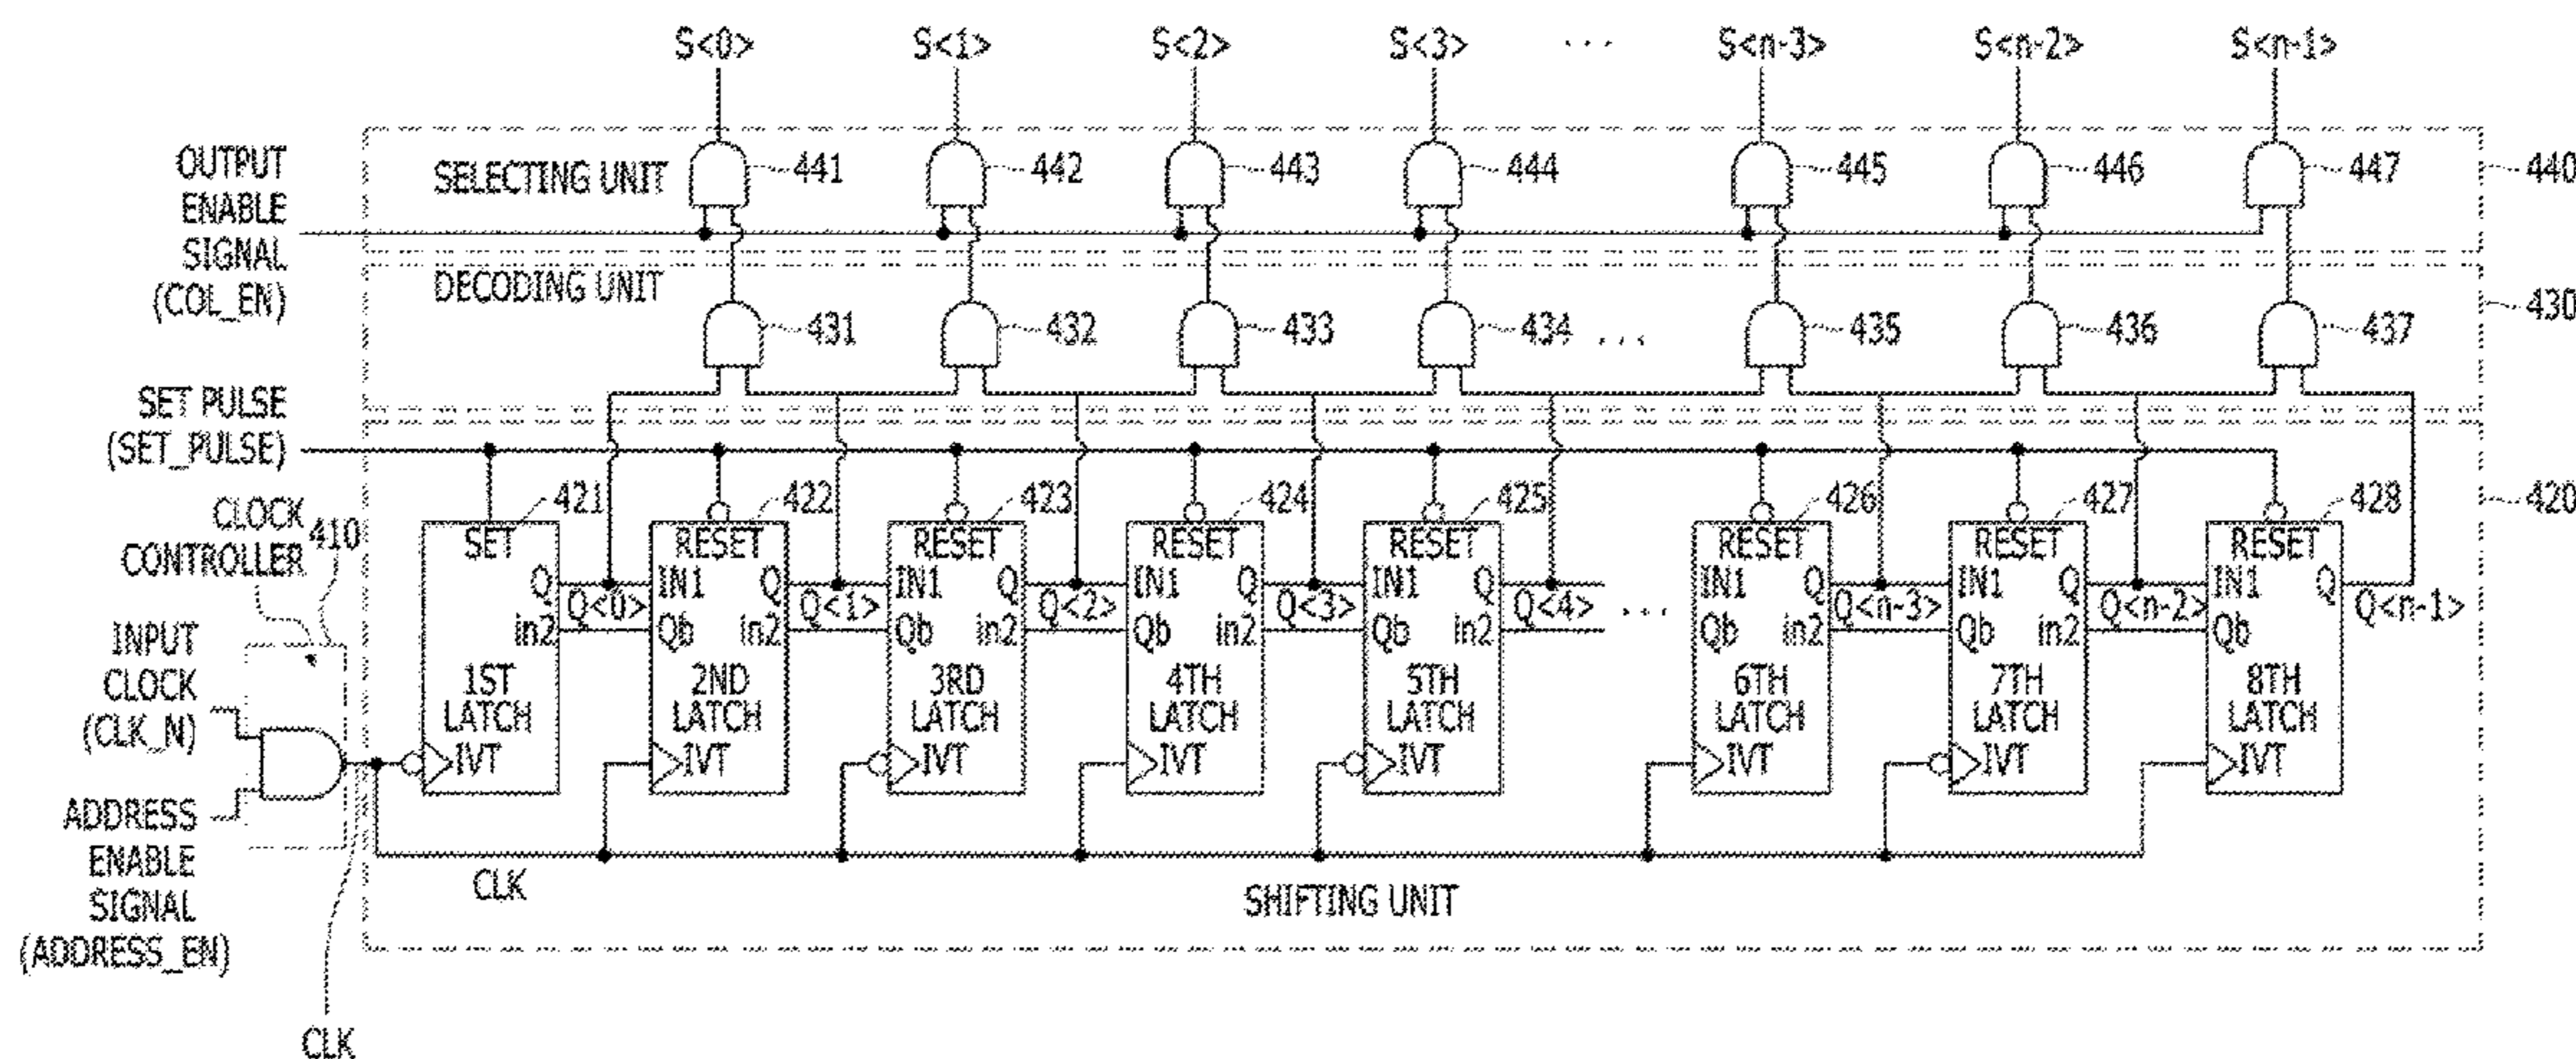 S<0> S<1> S<2> S<3> ... S<n-3> S<n-2> S<n-1>
OUTPUT
ENABLE
SIGNAL
(COL_EN)
SELECTING UNIT
441 442 443 444 445 446 447 440
DECODING UNIT
431 432 433 434 ... 435 436 437 430
SET PULSE
(SET_PULSE)
CLOCK
CONTROLLER
410
421 422 423 424 425 426 427 428 420
SET RESET RESET RESET RESET RESET RESET RESET
Q IN1 Q IN1 Q IN1 Q IN1 Q IN1 Q IN1 Q IN1 Q
Q<0> Q<1> Q<2> Q<3> Q<4> ... Q<n-3> Q<n-2> Q<n-1>
in2 Qb in2 Qb in2 Qb in2 Qb in2 Qb in2 Qb in2 Qb
1ST
LATCH
IVT
2ND
LATCH
IVT
3RD
LATCH
IVT
4TH
LATCH
IVT
5TH
LATCH
IVT
6TH
LATCH
IVT
7TH
LATCH
IVT
8TH
LATCH
IVT
INPUT
CLOCK
(CLK_N)
ADDRESS
ENABLE
SIGNAL
(ADDRESS_EN)
CLK
SHIFTING UNIT
CLK